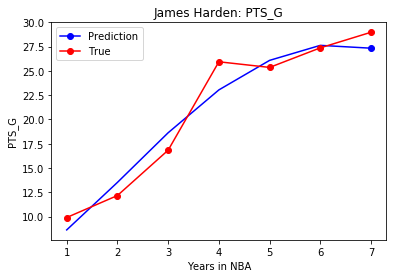 James Harden: PTS_G
Prediction
True
30.0
27.5
25.0
22.5
20.0
17.5
15.0
12.5
10.0
PTS_G
1 2 3 4 5 6 7
Years in NBA